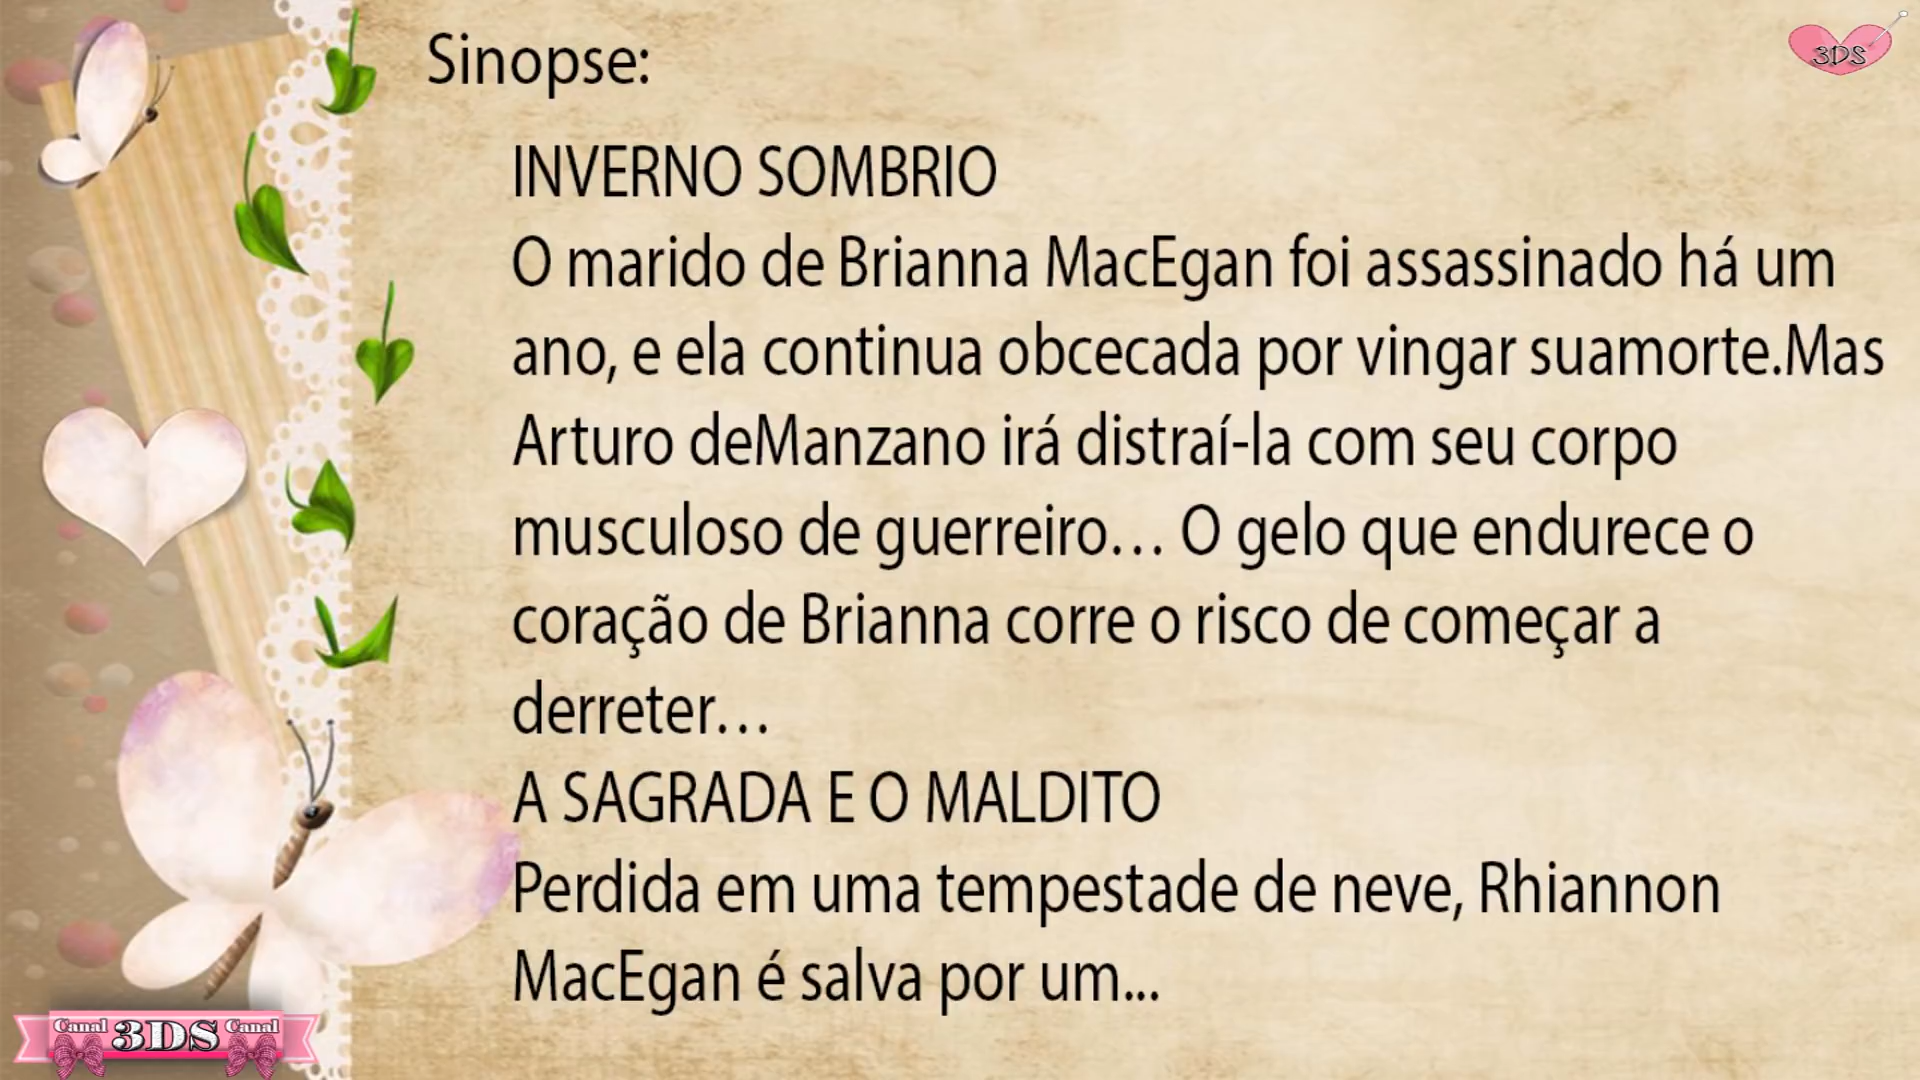 Sinopse:
3DS
INVERNO SOMBRIO
O marido de Brianna MacEgan foi assassinado há um
ano, e ela continua obcecada por vingar suamorte.Mas
Arturo deManzano irá distraí-la com seu corpo
musculoso de guerreiro… O gelo que endurece o
coração de Brianna corre o risco de começar a
derreter…
A SAGRADA E O MALDITO
Perdida em uma tempestade de neve, Rhiannon
MacEgan é salva por um...
Canal 3DS Canal